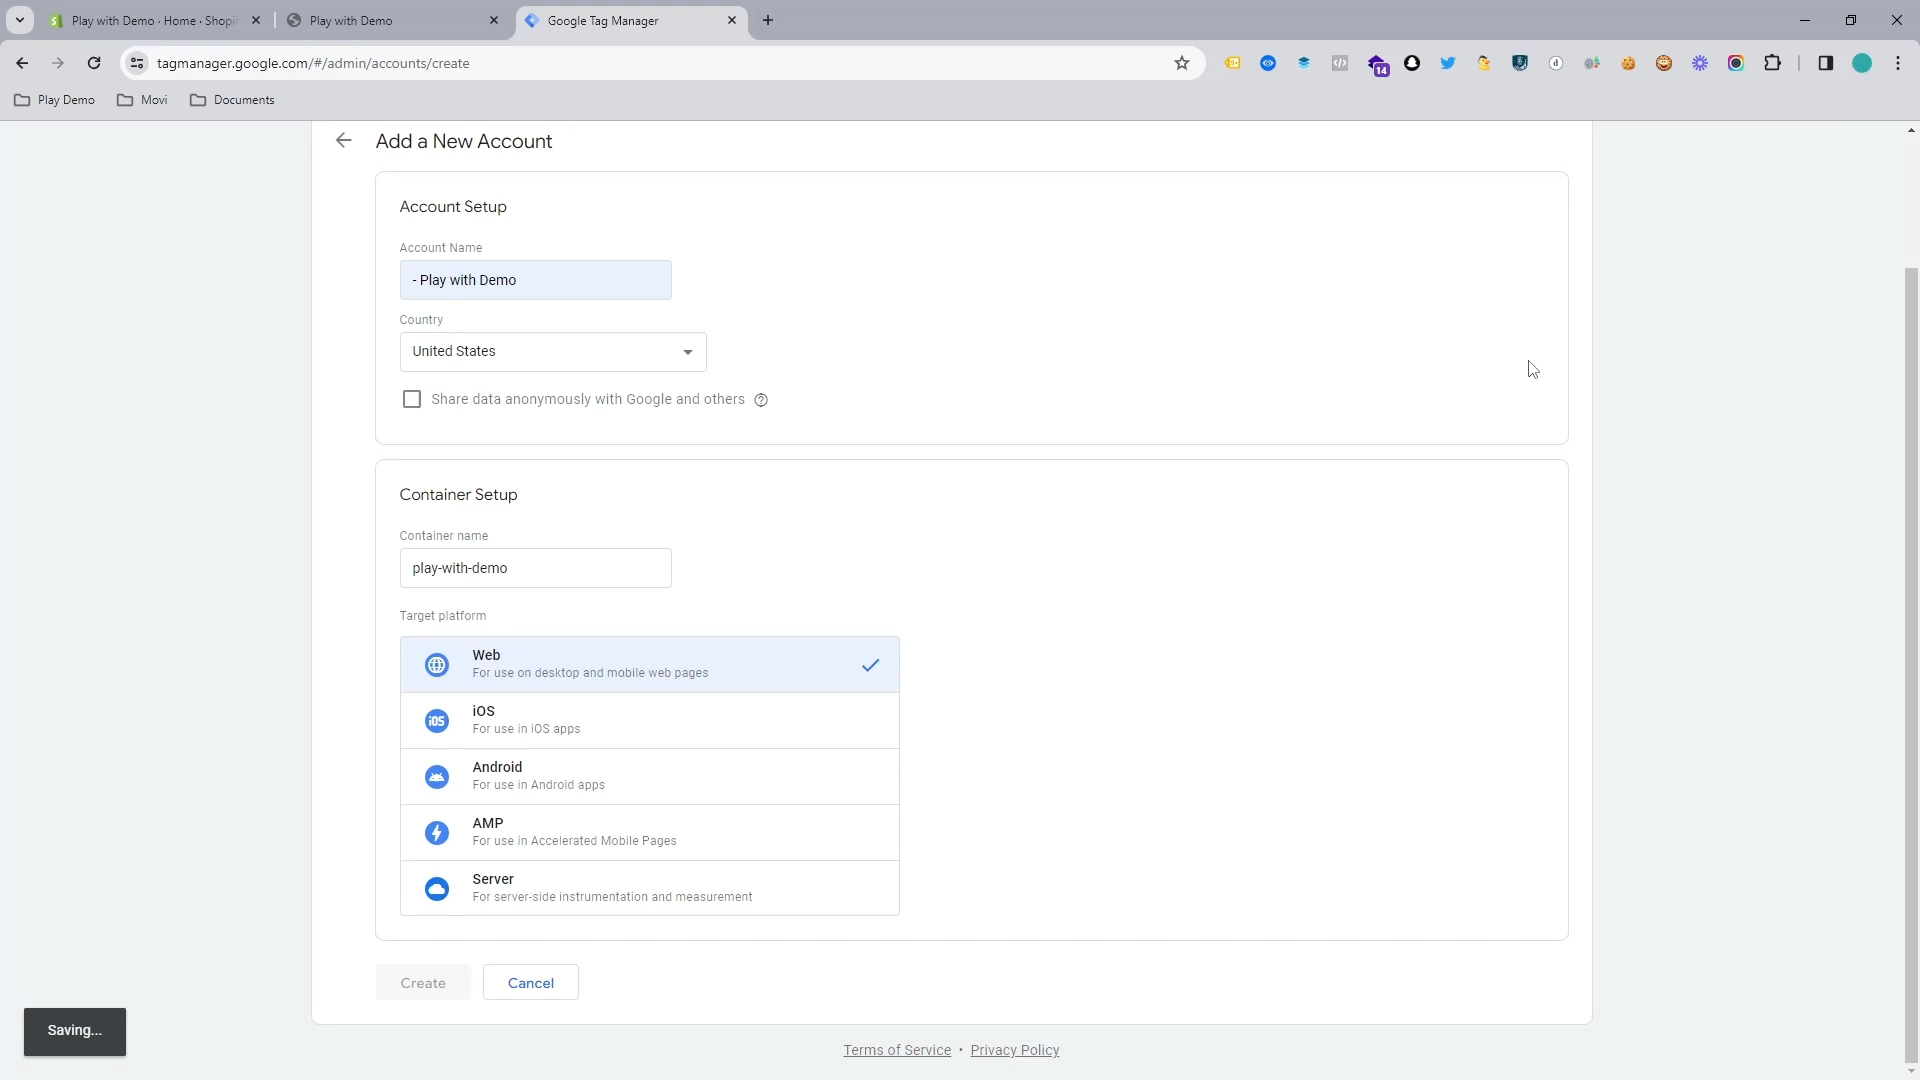 Play with Demo · Home · Shopi
Play with Demo
Google Tag Manager
tagmanager.google.com/#/admin/accounts/create
14
Play Demo
Movi
Documents
Add a New Account
Account Setup
Account Name
- Play with Demo
Country
United States
Share data anonymously with Google and others
Container Setup
Container name
play-with-demo
Target platform
Web
For use on desktop and mobile web pages
iOS
iOS
For use in iOS apps
Android
For use in Android apps
AMP
For use in Accelerated Mobile Pages
Server
For server-side instrumentation and measurement
Create
Cancel
Saving...
Terms of Service • Privacy Policy